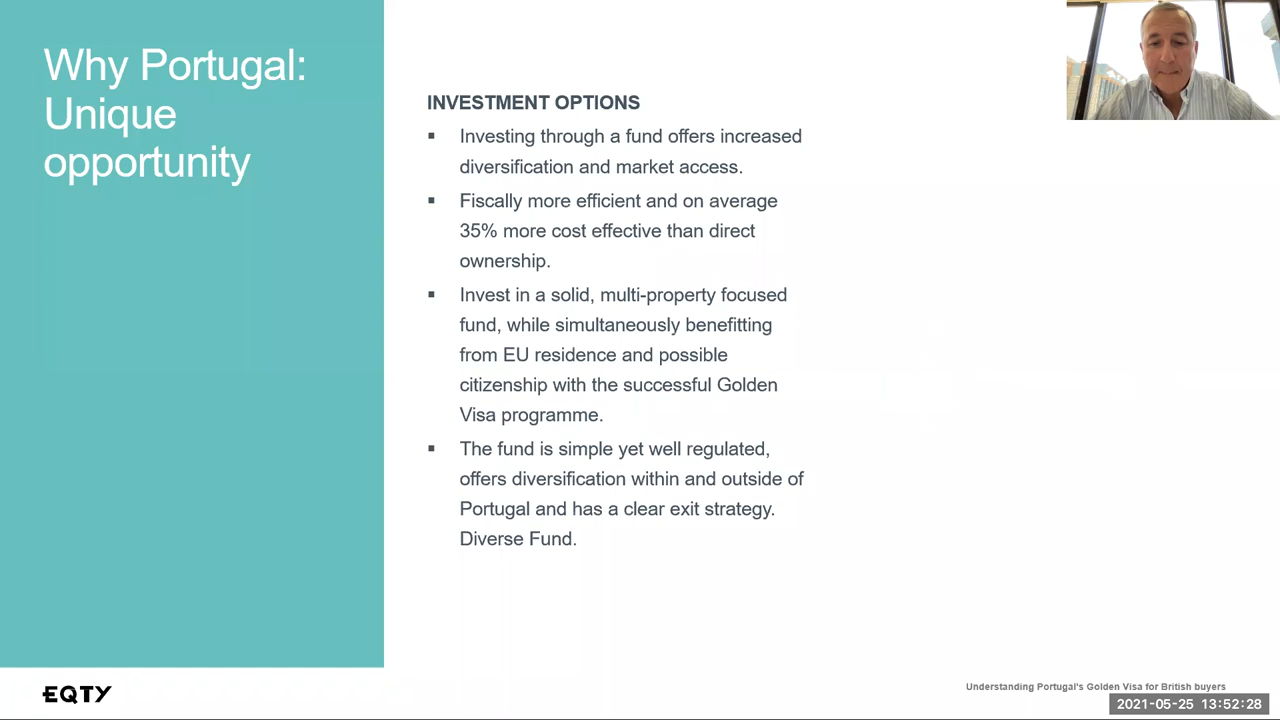 Why Portugal:
Unique
opportunity
INVESTMENT OPTIONS
▪ Investing through a fund offers increased
diversification and market access.
▪ Fiscally more efficient and on average
35% more cost effective than direct
ownership.
▪ Invest in a solid, multi-property focused
fund, while simultaneously benefitting
from EU residence and possible
citizenship with the successful Golden
Visa programme.
▪ The fund is simple yet well regulated,
offers diversification within and outside of
Portugal and has a clear exit strategy.
Diverse Fund.
EQTY
Understanding Portugal's Golden Visa for British buyers
2021-05-25 13:52:28